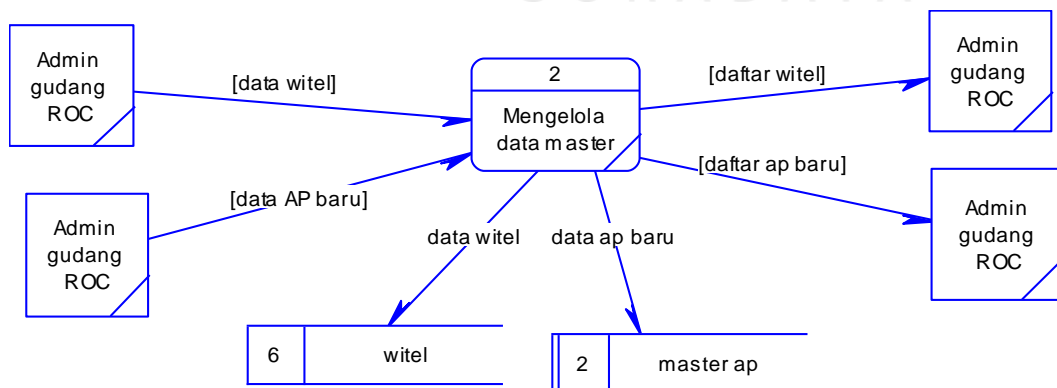 Admin
gudang
ROC
[data witel]
2
Mengelola
data master
[daftar witel]
Admin
gudang
ROC
Admin
gudang
ROC
[data AP baru]
[daftar ap baru]
Admin
gudang
ROC
data witel
data ap baru
6
witel
2
master ap